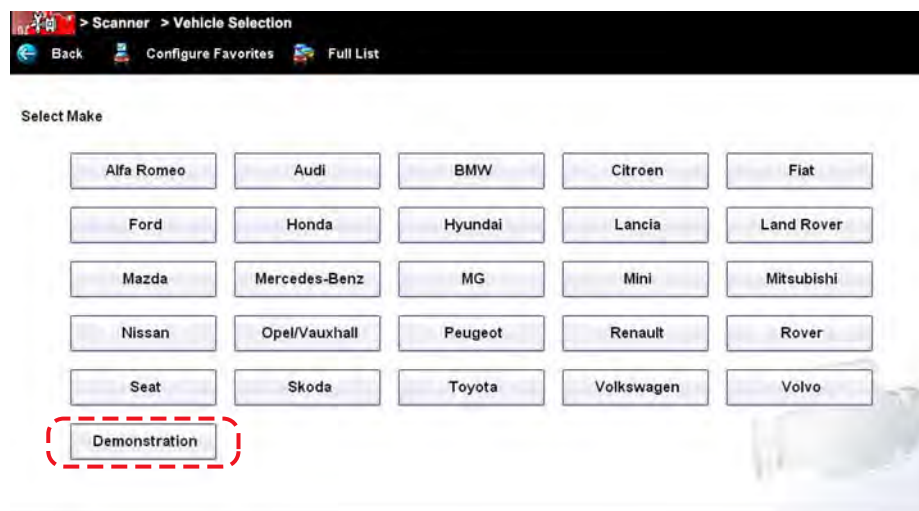 > Scanner > Vehicle Selection
Back Configure Favorites Full List
Select Make
Alfa Romeo Audi BMW Citroen Fiat
Ford Honda Hyundai Lancia Land Rover
Mazda Mercedes-Benz MG Mini Mitsubishi
Nissan Opel/Vauxhall Peugeot Renault Rover
Seat Skoda Toyota Volkswagen Volvo
Demonstration